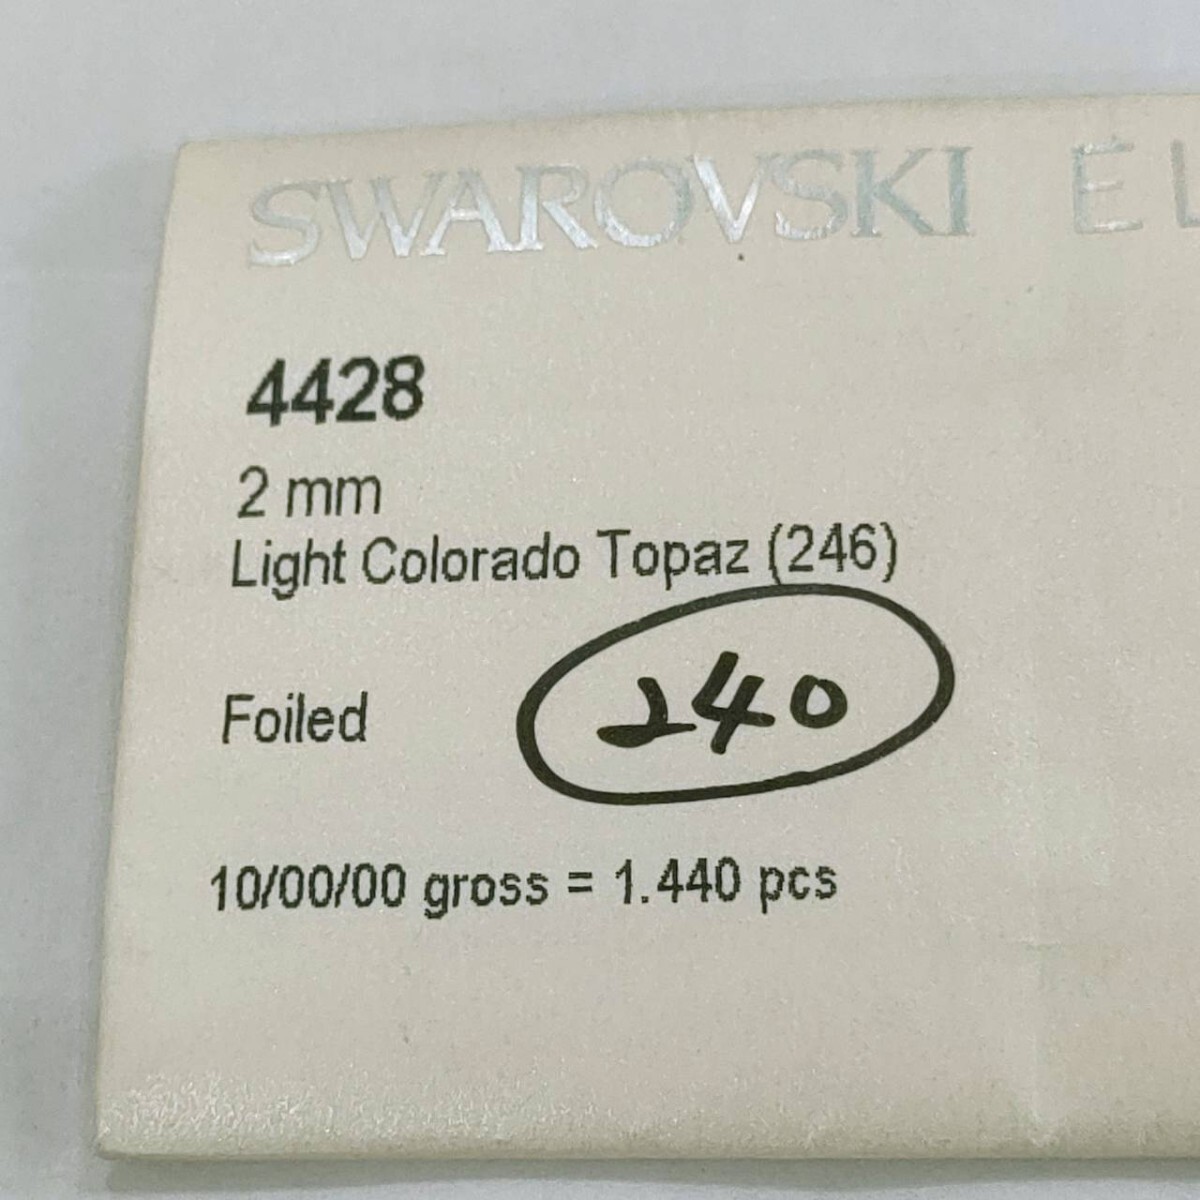 SWAROVSKI EL
4428
2 mm
Light Colorado Topaz (246)
Foiled
240
10/00/00 gross = 1.440 pcs